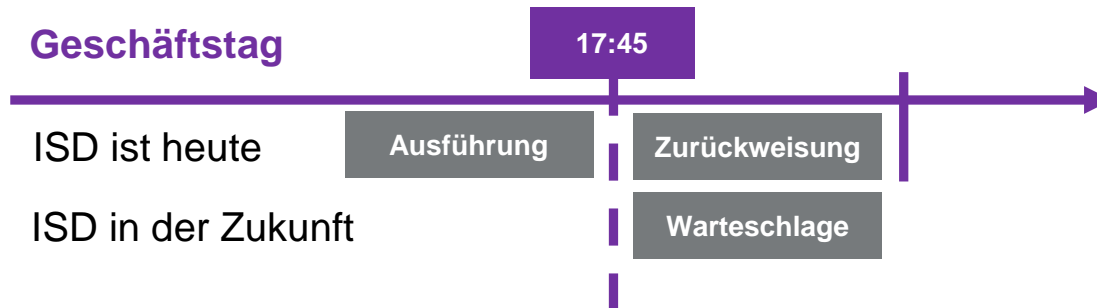 Geschäftstag
17:45
ISD ist heute
Ausführung
Zurückweisung
ISD in der Zukunft
Warteschlage